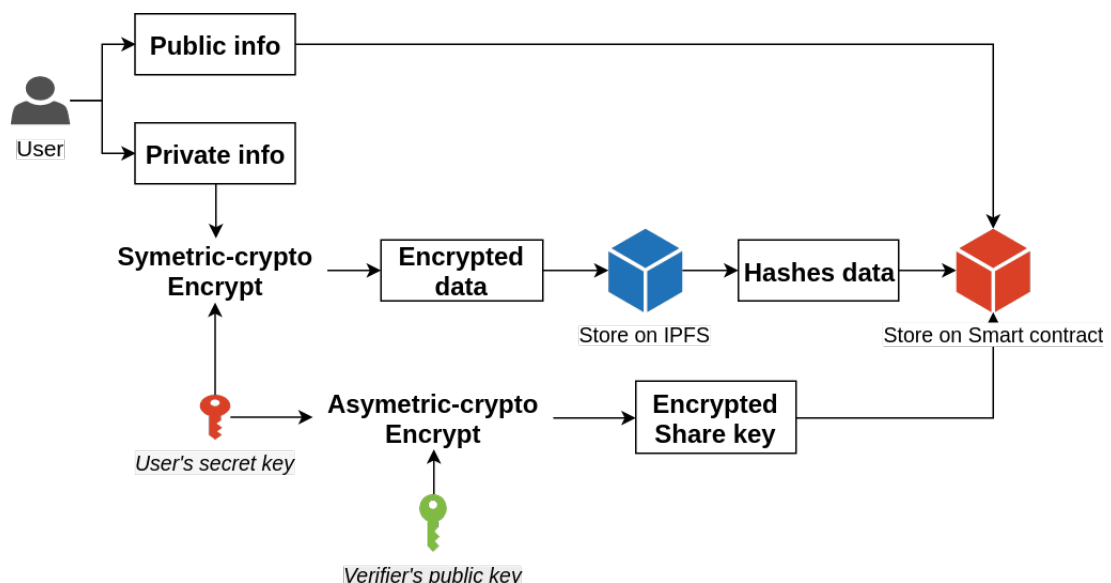 Public info
User
Private info
Symetric-crypto
Encrypt
Encrypted
data
Store on IPFS
Hashes data
Store on Smart contract
User's secret key
Asymetric-crypto
Encrypt
Encrypted
Share key
Verifier's public key